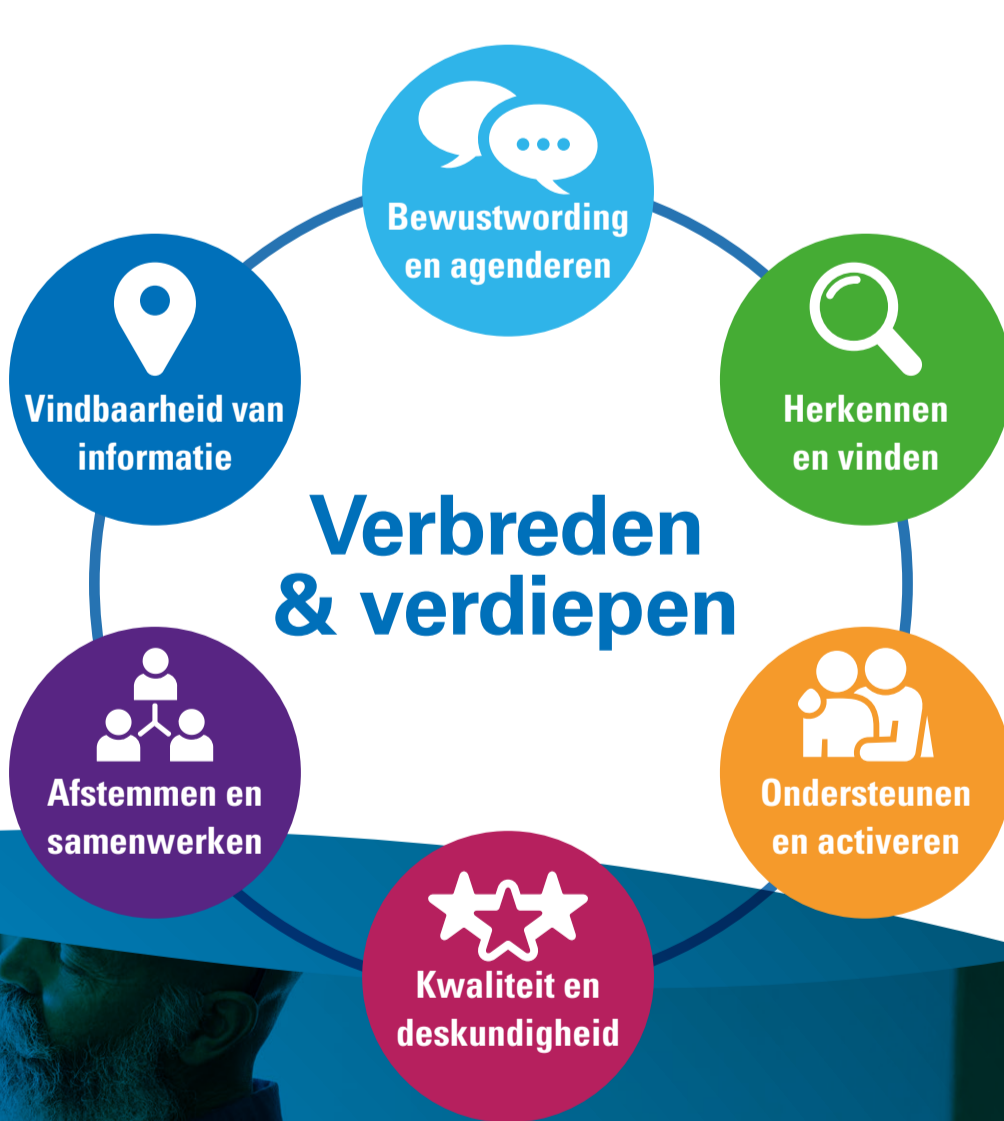 Bewustwording
en agenderen
Vindbaarheid van
informatie
Herkennen
en vinden
Verbreden
& verdiepen
Afstemmen en
samenwerken
Ondersteunen
en activeren
Kwaliteit en
deskundigheid